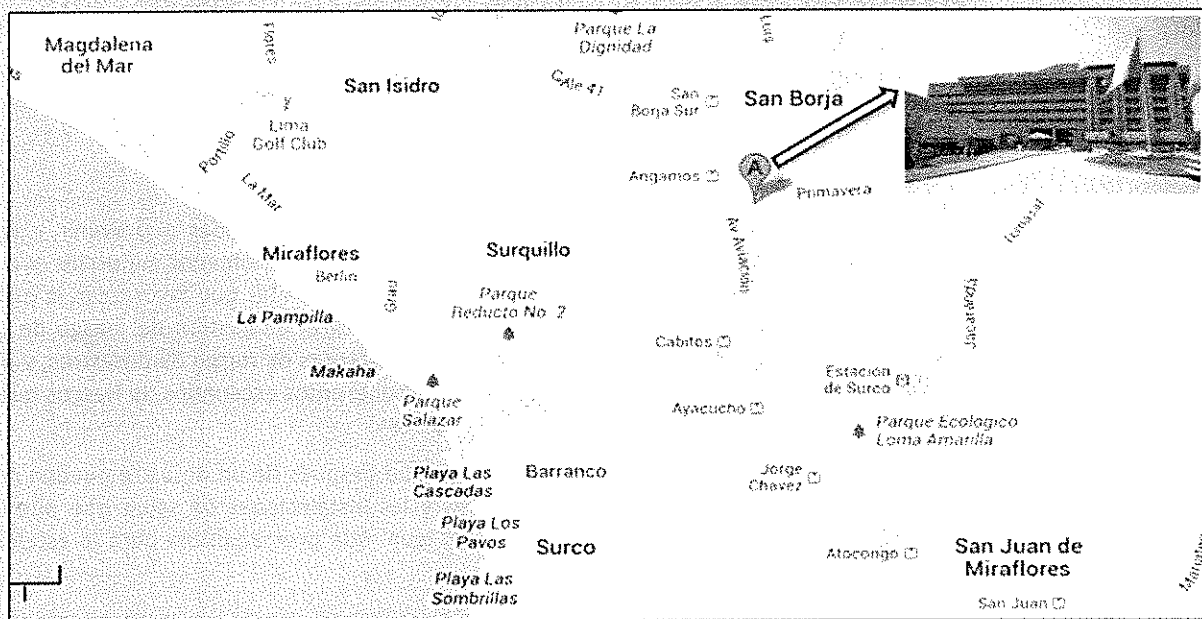 Magdalena
del Mar
San Isidro
Parque La
Dignidad
Calle 41
San
Borja Sur
San Borja
Lima
Golf Club
Portillo
La Mar
Angamos
A
Primavera
Av Aviación
Miraflores
Berlin
Surquillo
Grau
Parque
Reducto No. 2
La Pampilla
Makaha
Cabitos
Parque
Salazar
Estación
de Surco
Ayacucho
Parque Ecologico
Loma Amarilla
Playa Las
Cascadas
Barranco
Jorge
Chavez
Playa Los
Pavos
Surco
Atocongo
San Juan de
Miraflores
Playa Las
Sombrillas
San Juan